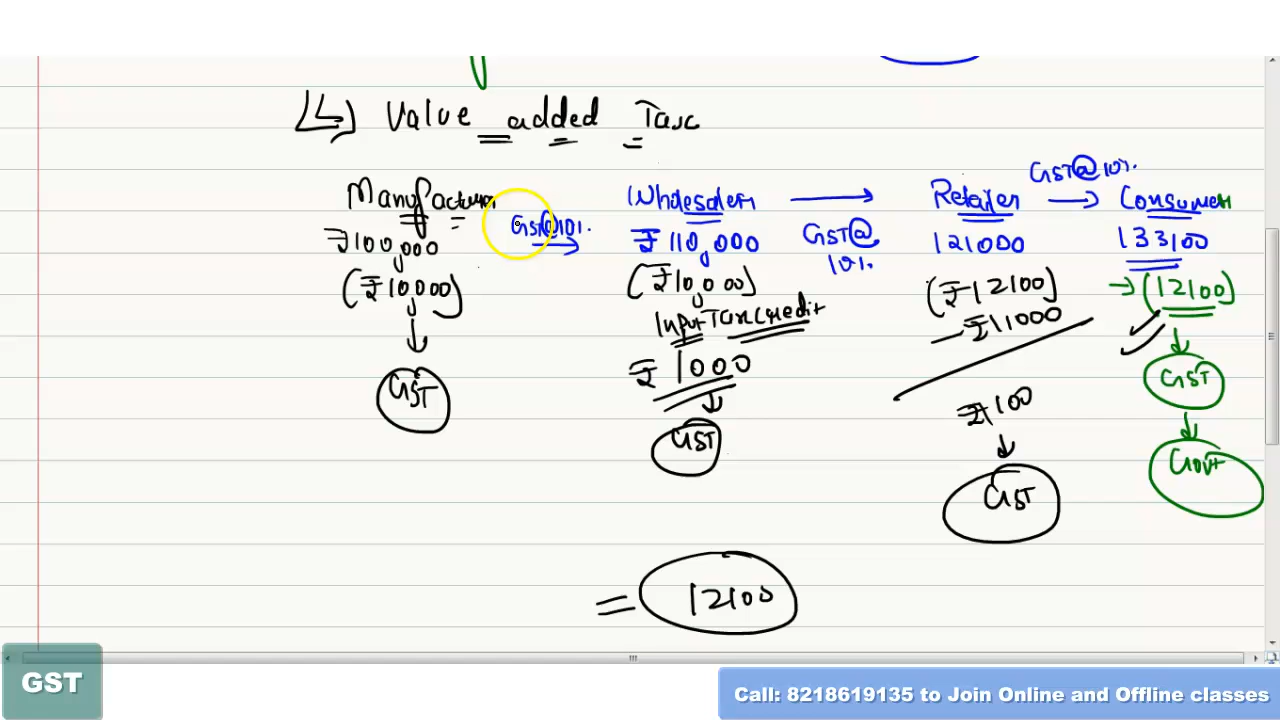 Value added Tax
GST@10%.
Manufacturer GST@10%. Wholesaler Retailer Consumer
₹100,000 ₹110,000 GST@ 10%. 121000 133100
(₹10,000) (₹10,000) (₹12100) (12100)
Input Tax Credit - ₹11000
₹1000
GST GST ₹1100 GST
GST Govt
= 12100
GST
Call: 8218619135 to Join Online and Offline classes